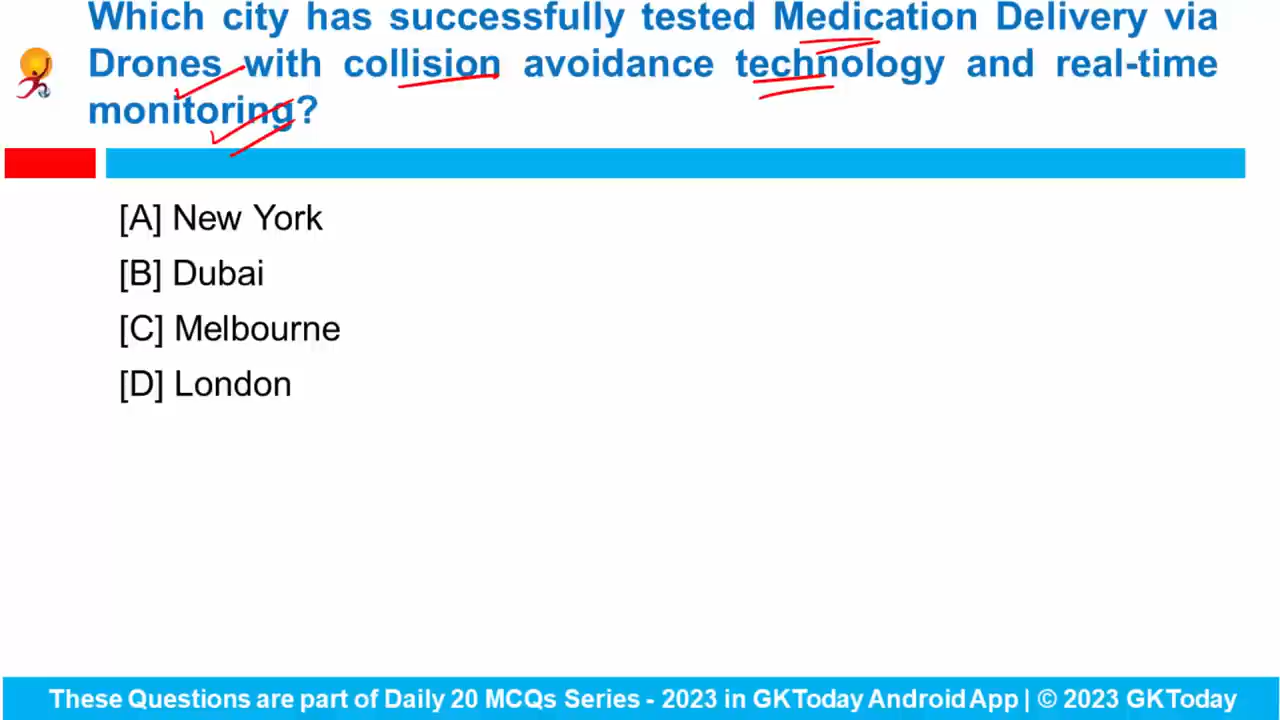 Which city has successfully tested Medication Delivery via
Drones with collision avoidance technology and real-time
monitoring?
[A] New York
[B] Dubai
[C] Melbourne
[D] London
These Questions are part of Daily 20 MCQs Series - 2023 in GKToday Android App | © 2023 GKToday